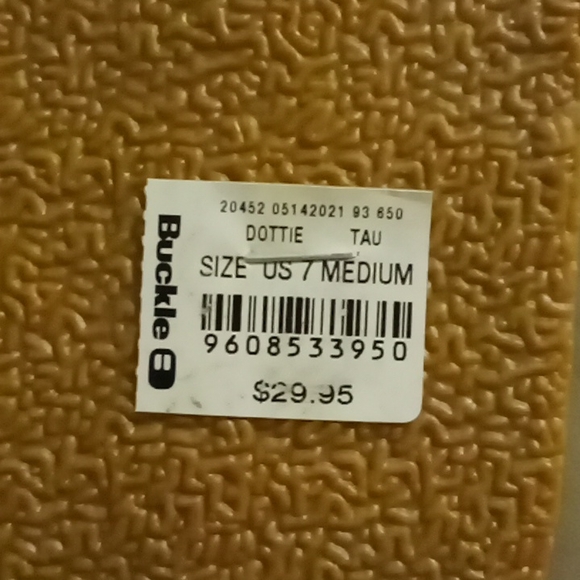 20452 05142021 93 650
DOTTIE TAU
SIZE US 7 MEDIUM
9608533950
$29.95
Buckle B